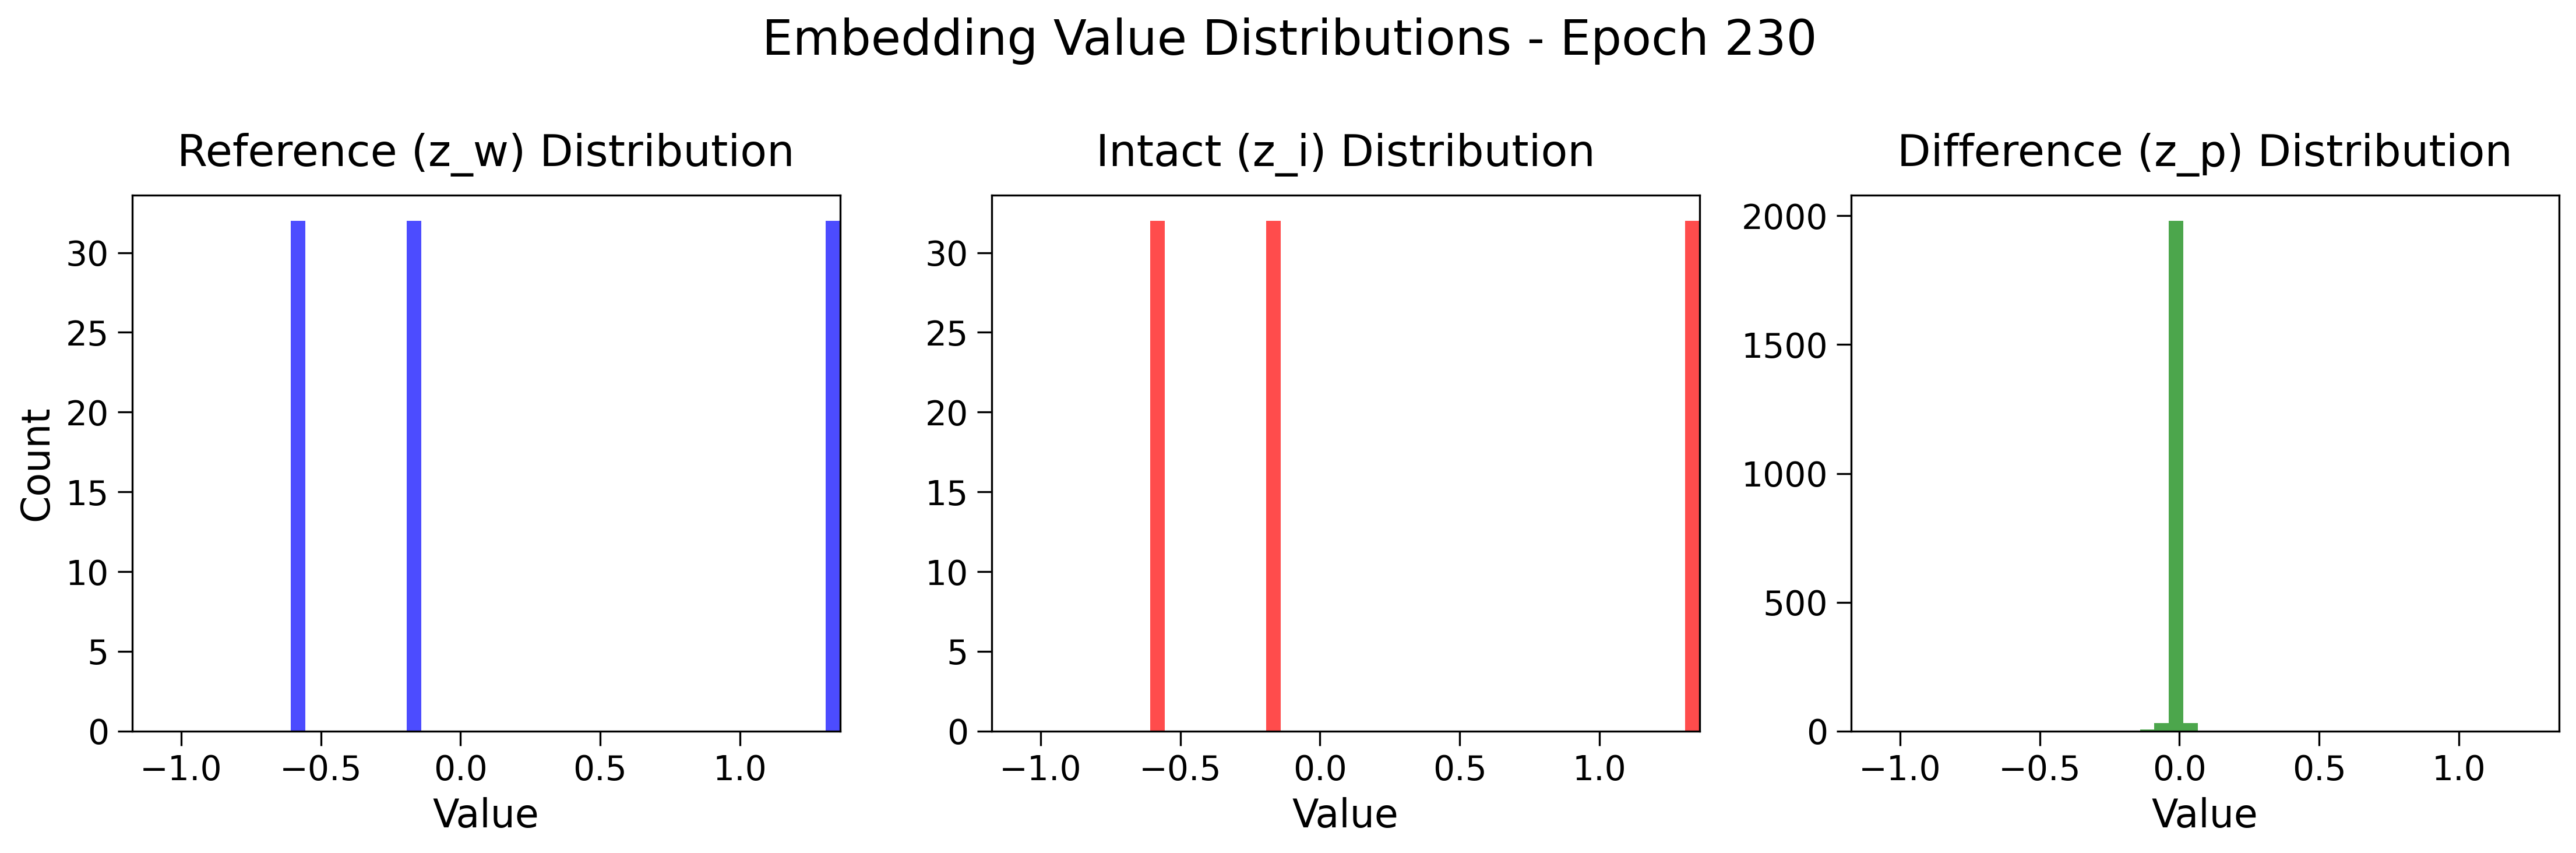 Embedding Value Distributions - Epoch 230
Reference (z_w) Distribution
Intact (z_i) Distribution
Difference (z_p) Distribution
Count
30
25
20
15
10
5
0
−1.0 −0.5 0.0 0.5 1.0
Value
30
25
20
15
10
5
0
−1.0 −0.5 0.0 0.5 1.0
Value
2000
1500
1000
500
0
−1.0 −0.5 0.0 0.5 1.0
Value